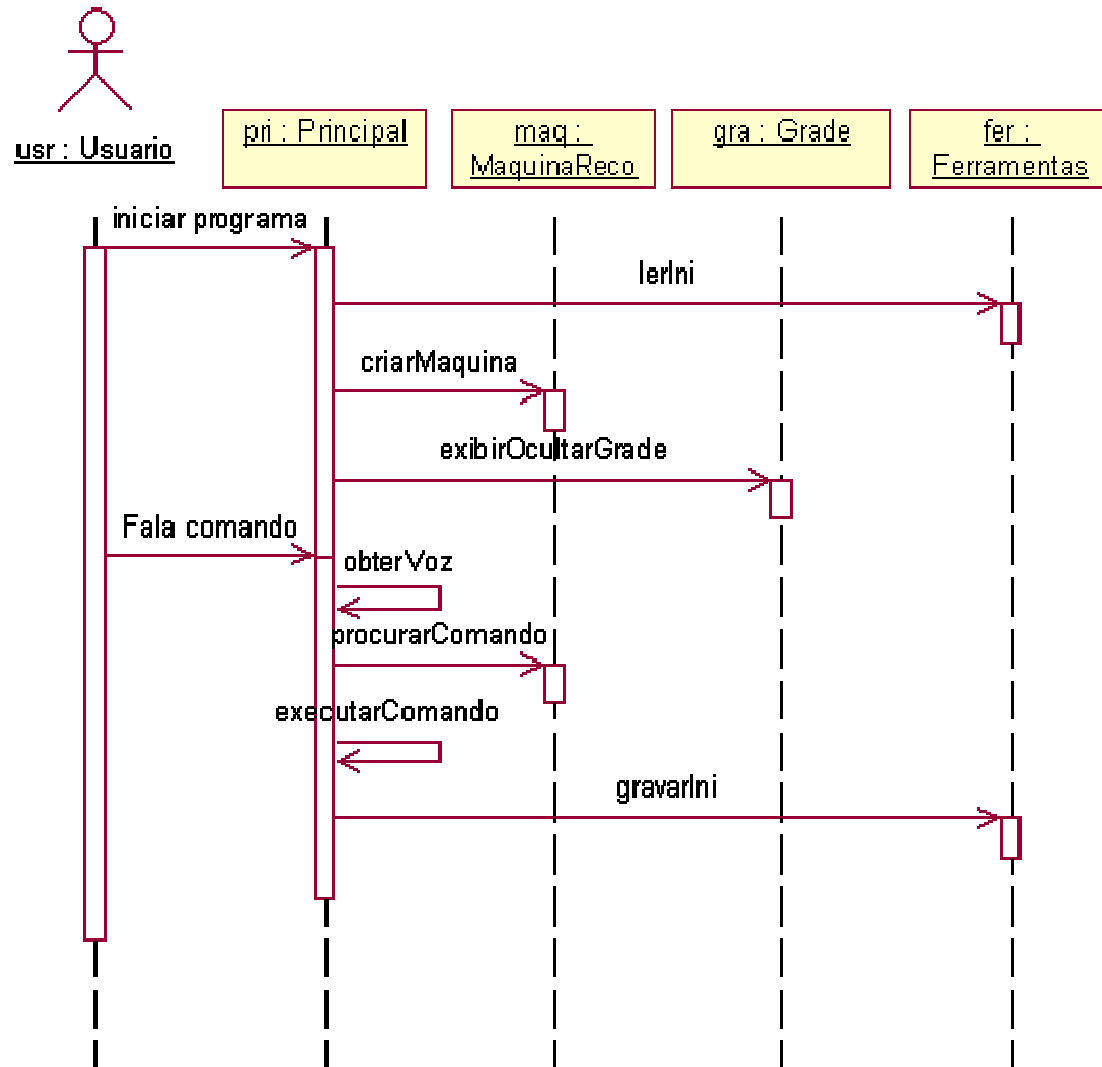 usr : Usuario
pri : Principal
maq :
MaquinaReco
gra : Grade
fer :
Ferramentas
iniciar programa
lerIni
criarMaquina
exibirOcultarGrade
Fala comando
obterVoz
procurarComando
executarComando
gravarIni